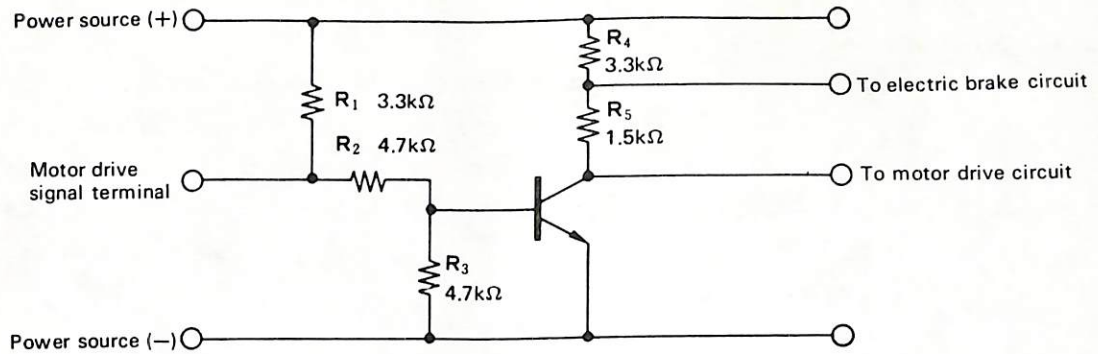 Power source (+)
R₄
3.3kΩ
To electric brake circuit
R₁ 3.3kΩ
R₅
1.5kΩ
R₂ 4.7kΩ
Motor drive
signal terminal
To motor drive circuit
R₃
4.7kΩ
Power source (—)